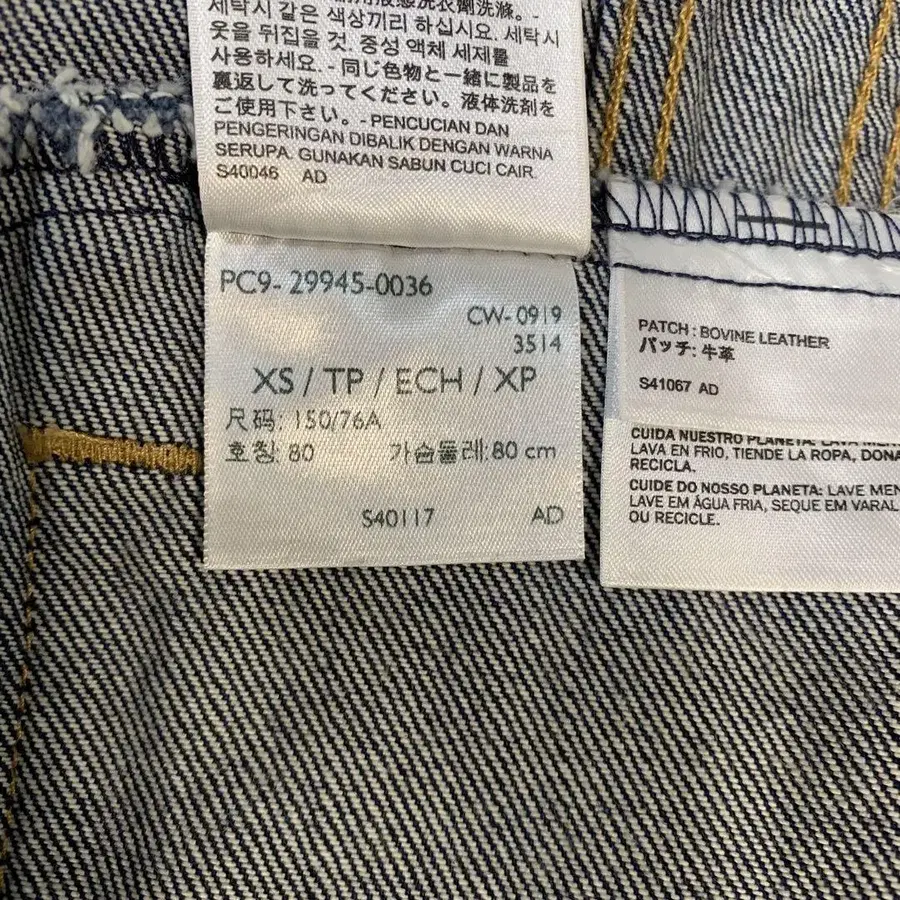 세탁시 같은 색상끼리 하십시요. 세탁시
옷을 뒤집을 것. 중성 액체 세제를
사용하세요. - 同じ色物と一緒に製品を
裏返して洗ってください。液体洗剤を
ご使用下さい。- PENCUCIAN DAN
PENGERINGAN DIBALIK DENGAN WARNA
SERUPA. GUNAKAN SABUN CUCI CAIR.
S40046 AD
PC9- 29945-0036
CW- 0919
3514
XS / TP / ECH / XP
尺码: 150/76A
호칭: 80 가슴둘레: 80 cm
S40117 AD
PATCH : BOVINE LEATHER
パッチ: 牛革
S41067 AD
CUIDA NUESTRO PLANETA: LAVA
LAVA EN FRIO, TIENDE LA ROPA, DONA
RECICLA.
CUIDE DO NOSSO PLANETA: LAVE MEN
LAVE EM ÁGUA FRIA, SEQUE EM VARAL
OU RECICLE.